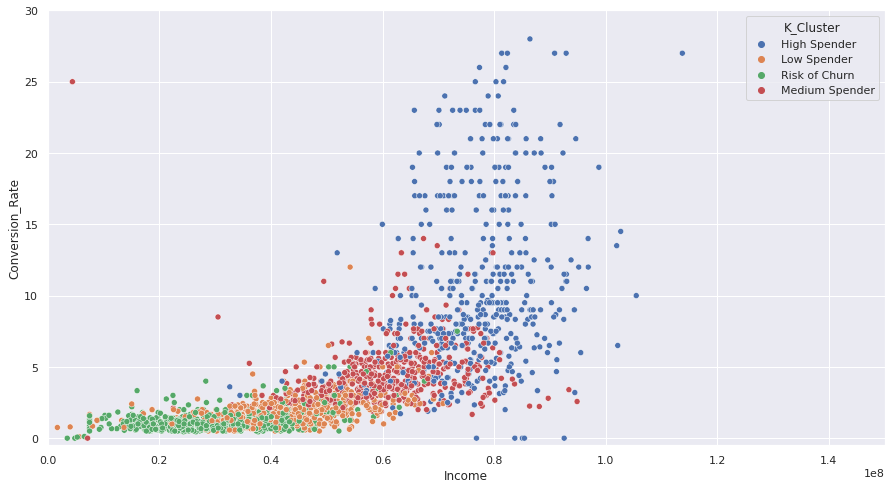 30
25
20
15
10
5
0
Conversion_Rate
K_Cluster
High Spender
Low Spender
Risk of Churn
Medium Spender
0.0 0.2 0.4 0.6 0.8 1.0 1.2 1.4
1e8
Income